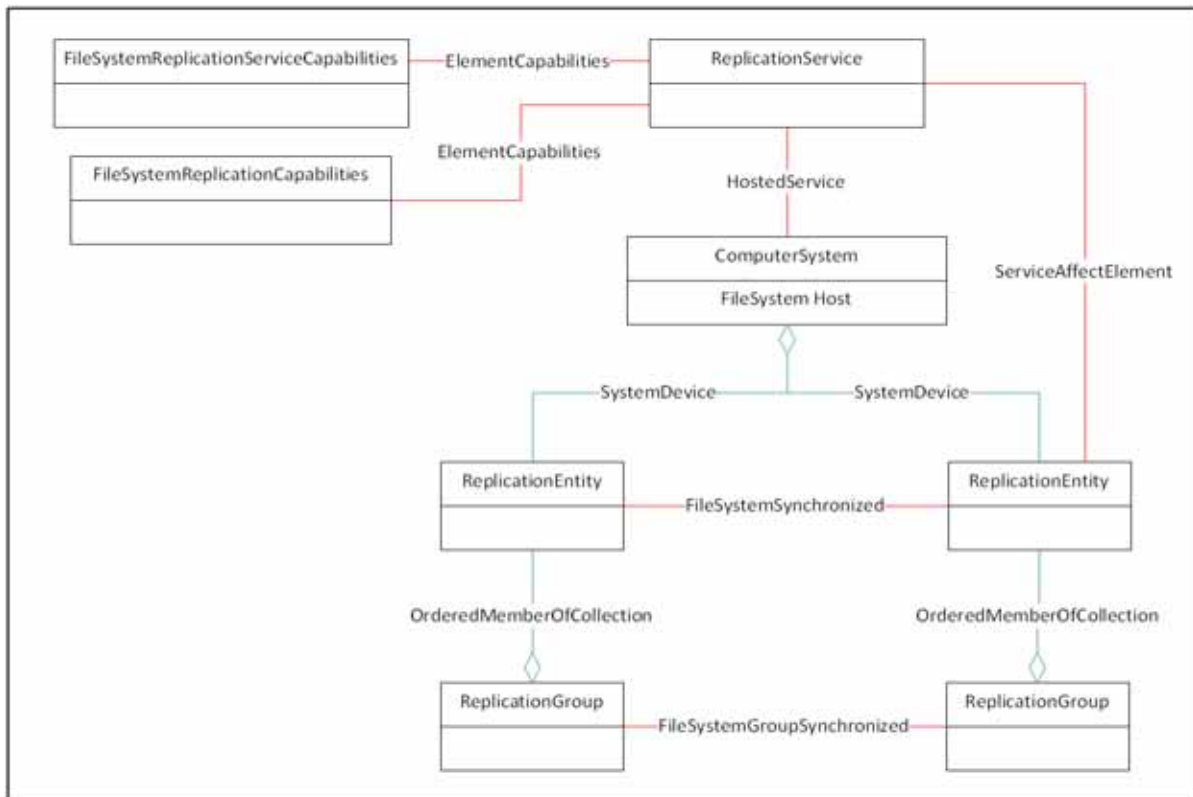 FileSystemReplicationServiceCapabilities
ElementCapabilities
ReplicationService
ElementCapabilities
FileSystemReplicationCapabilities
HostedService
ComputerSystem
FileSystem Host
ServiceAffectElement
SystemDevice
SystemDevice
ReplicationEntity
ReplicationEntity
FileSystemSynchronized
OrderedMemberOfCollection
OrderedMemberOfCollection
ReplicationGroup
ReplicationGroup
FileSystemGroupSynchronized